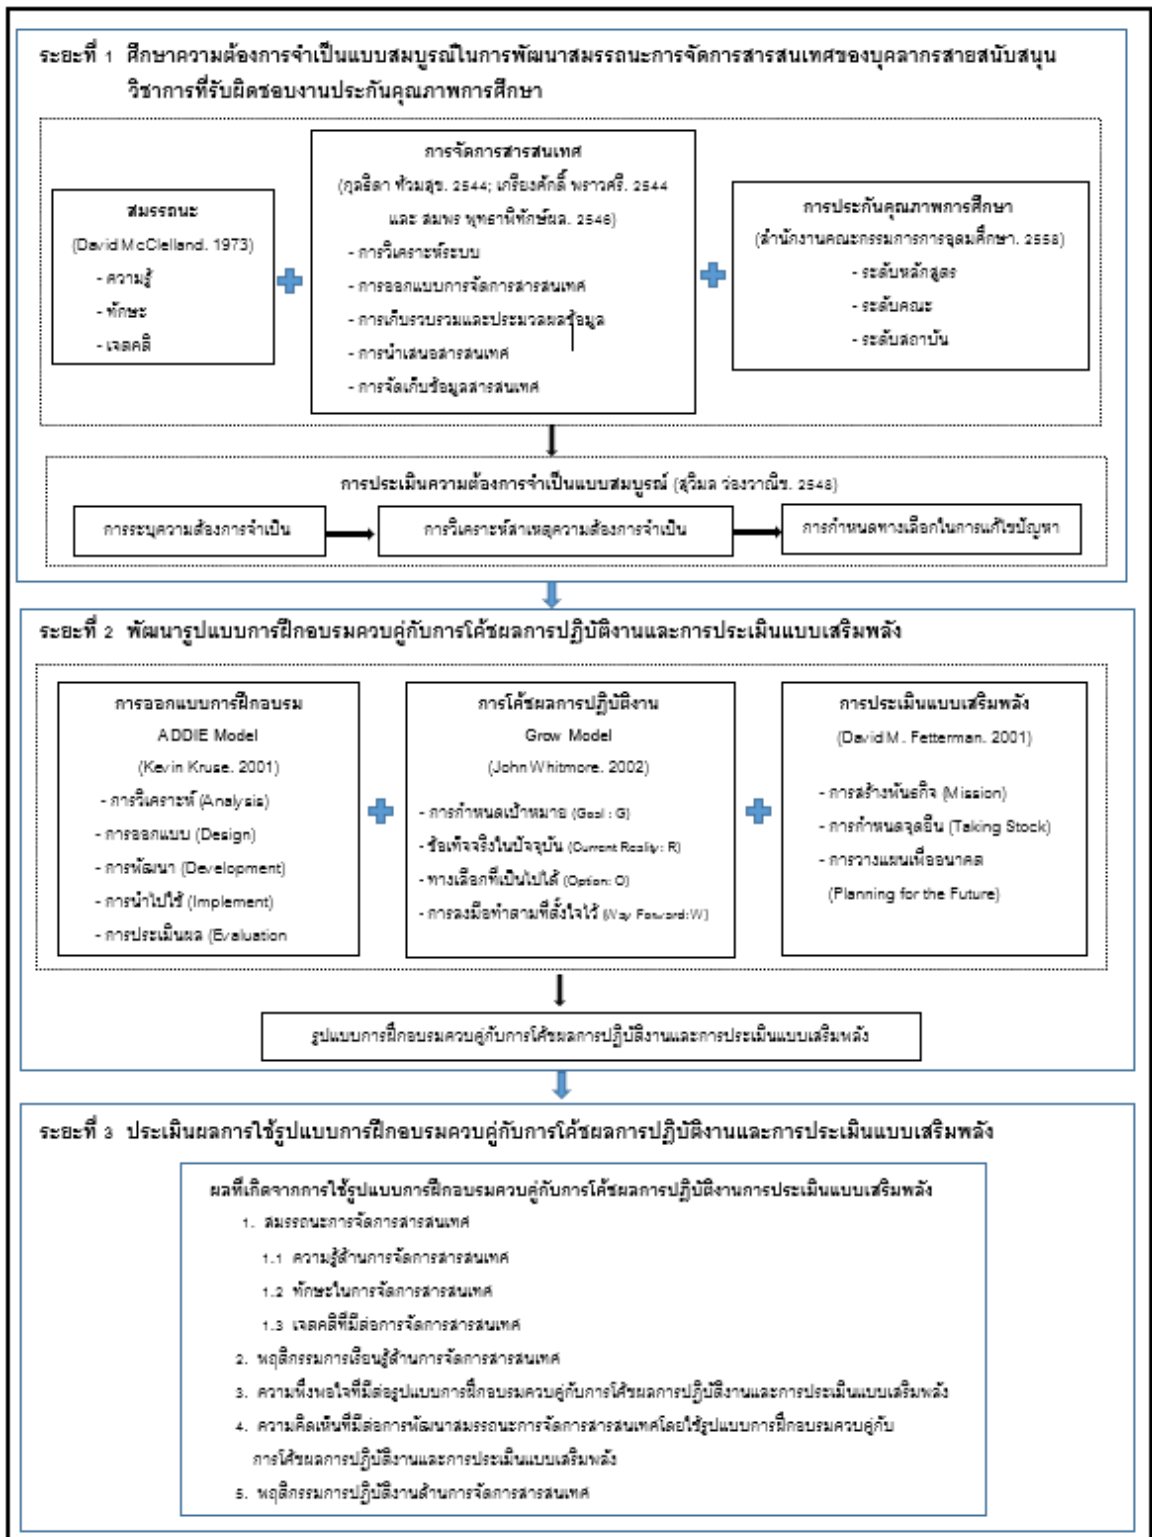 ระยะที่ 1 ศึกษาความต้องการจำเป็นแบบสมบูรณ์ในการพัฒนาสมรรถนะการจัดการสารสนเทศของบุคลากรสายสนับสนุน
วิชาการที่รับผิดชอบงานประกันคุณภาพการศึกษา
สมรรถนะ
(David McClelland. 1973)
- ความรู้
- ทักษะ
- เจตคติ
การจัดการสารสนเทศ
(กุลธิดา ท้วมสุข. 2544; เกรียงศักดิ์ พราวศรี. 2544
และ สมพร พุทธาพิทักษ์ผล. 2546)
- การวิเคราะห์ระบบ
- การออกแบบการจัดการสารสนเทศ
- การเก็บรวบรวมและประมวลผลข้อมูล
- การนำเสนอสารสนเทศ
- การจัดเก็บข้อมูลสารสนเทศ
การประกันคุณภาพการศึกษา
(สำนักงานคณะกรรมการการอุดมศึกษา. 2558)
- ระดับหลักสูตร
- ระดับคณะ
- ระดับสถาบัน
การประเมินความต้องการจำเป็นแบบสมบูรณ์ (สุวิมล ว่องวาณิช. 2548)
การระบุความต้องการจำเป็น
การวิเคราะห์สาเหตุความต้องการจำเป็น
การกำหนดทางเลือกในการแก้ไขปัญหา
ระยะที่ 2 พัฒนารูปแบบการฝึกอบรมควบคู่กับการโค้ชผลการปฏิบัติงานและการประเมินแบบเสริมพลัง
การออกแบบการฝึกอบรม
ADDIE Model
(Kevin Kruse. 2001)
- การวิเคราะห์ (Analysis)
- การออกแบบ (Design)
- การพัฒนา (Development)
- การนำไปใช้ (Implement)
- การประเมินผล (Evaluation
การโค้ชผลการปฏิบัติงาน
Grow Model
(John Whitmore. 2002)
- การกำหนดเป้าหมาย (Goal : G)
- ข้อเท็จจริงในปัจจุบัน (Current Reality: R)
- ทางเลือกที่เป็นไปได้ (Option: O)
- การลงมือทำตามที่ตั้งใจไว้ (Way Forward: W)
การประเมินแบบเสริมพลัง
(David M. Fetterman. 2001)
- การสร้างพันธกิจ (Mission)
- การกำหนดจุดยืน (Taking Stock)
- การวางแผนเพื่ออนาคต
(Planning for the Future)
รูปแบบการฝึกอบรมควบคู่กับการโค้ชผลการปฏิบัติงานและการประเมินแบบเสริมพลัง
ระยะที่ 3 ประเมินผลการใช้รูปแบบการฝึกอบรมควบคู่กับการโค้ชผลการปฏิบัติงานและการประเมินแบบเสริมพลัง
ผลที่เกิดจากการใช้รูปแบบการฝึกอบรมควบคู่กับการโค้ชผลการปฏิบัติงานการประเมินแบบเสริมพลัง
1. สมรรถนะการจัดการสารสนเทศ
1.1 ความรู้ด้านการจัดการสารสนเทศ
1.2 ทักษะในการจัดการสารสนเทศ
1.3 เจตคติที่มีต่อการจัดการสารสนเทศ
2. พฤติกรรมการเรียนรู้ด้านการจัดการสารสนเทศ
3. ความพึงพอใจที่มีต่อรูปแบบการฝึกอบรมควบคู่กับการโค้ชผลการปฏิบัติงานและการประเมินแบบเสริมพลัง
4. ความคิดเห็นที่มีต่อการพัฒนาสมรรถนะการจัดการสารสนเทศโดยใช้รูปแบบการฝึกอบรมควบคู่กับ
การโค้ชผลการปฏิบัติงานและการประเมินแบบเสริมพลัง
5. พฤติกรรมการปฏิบัติงานด้านการจัดการสารสนเทศ